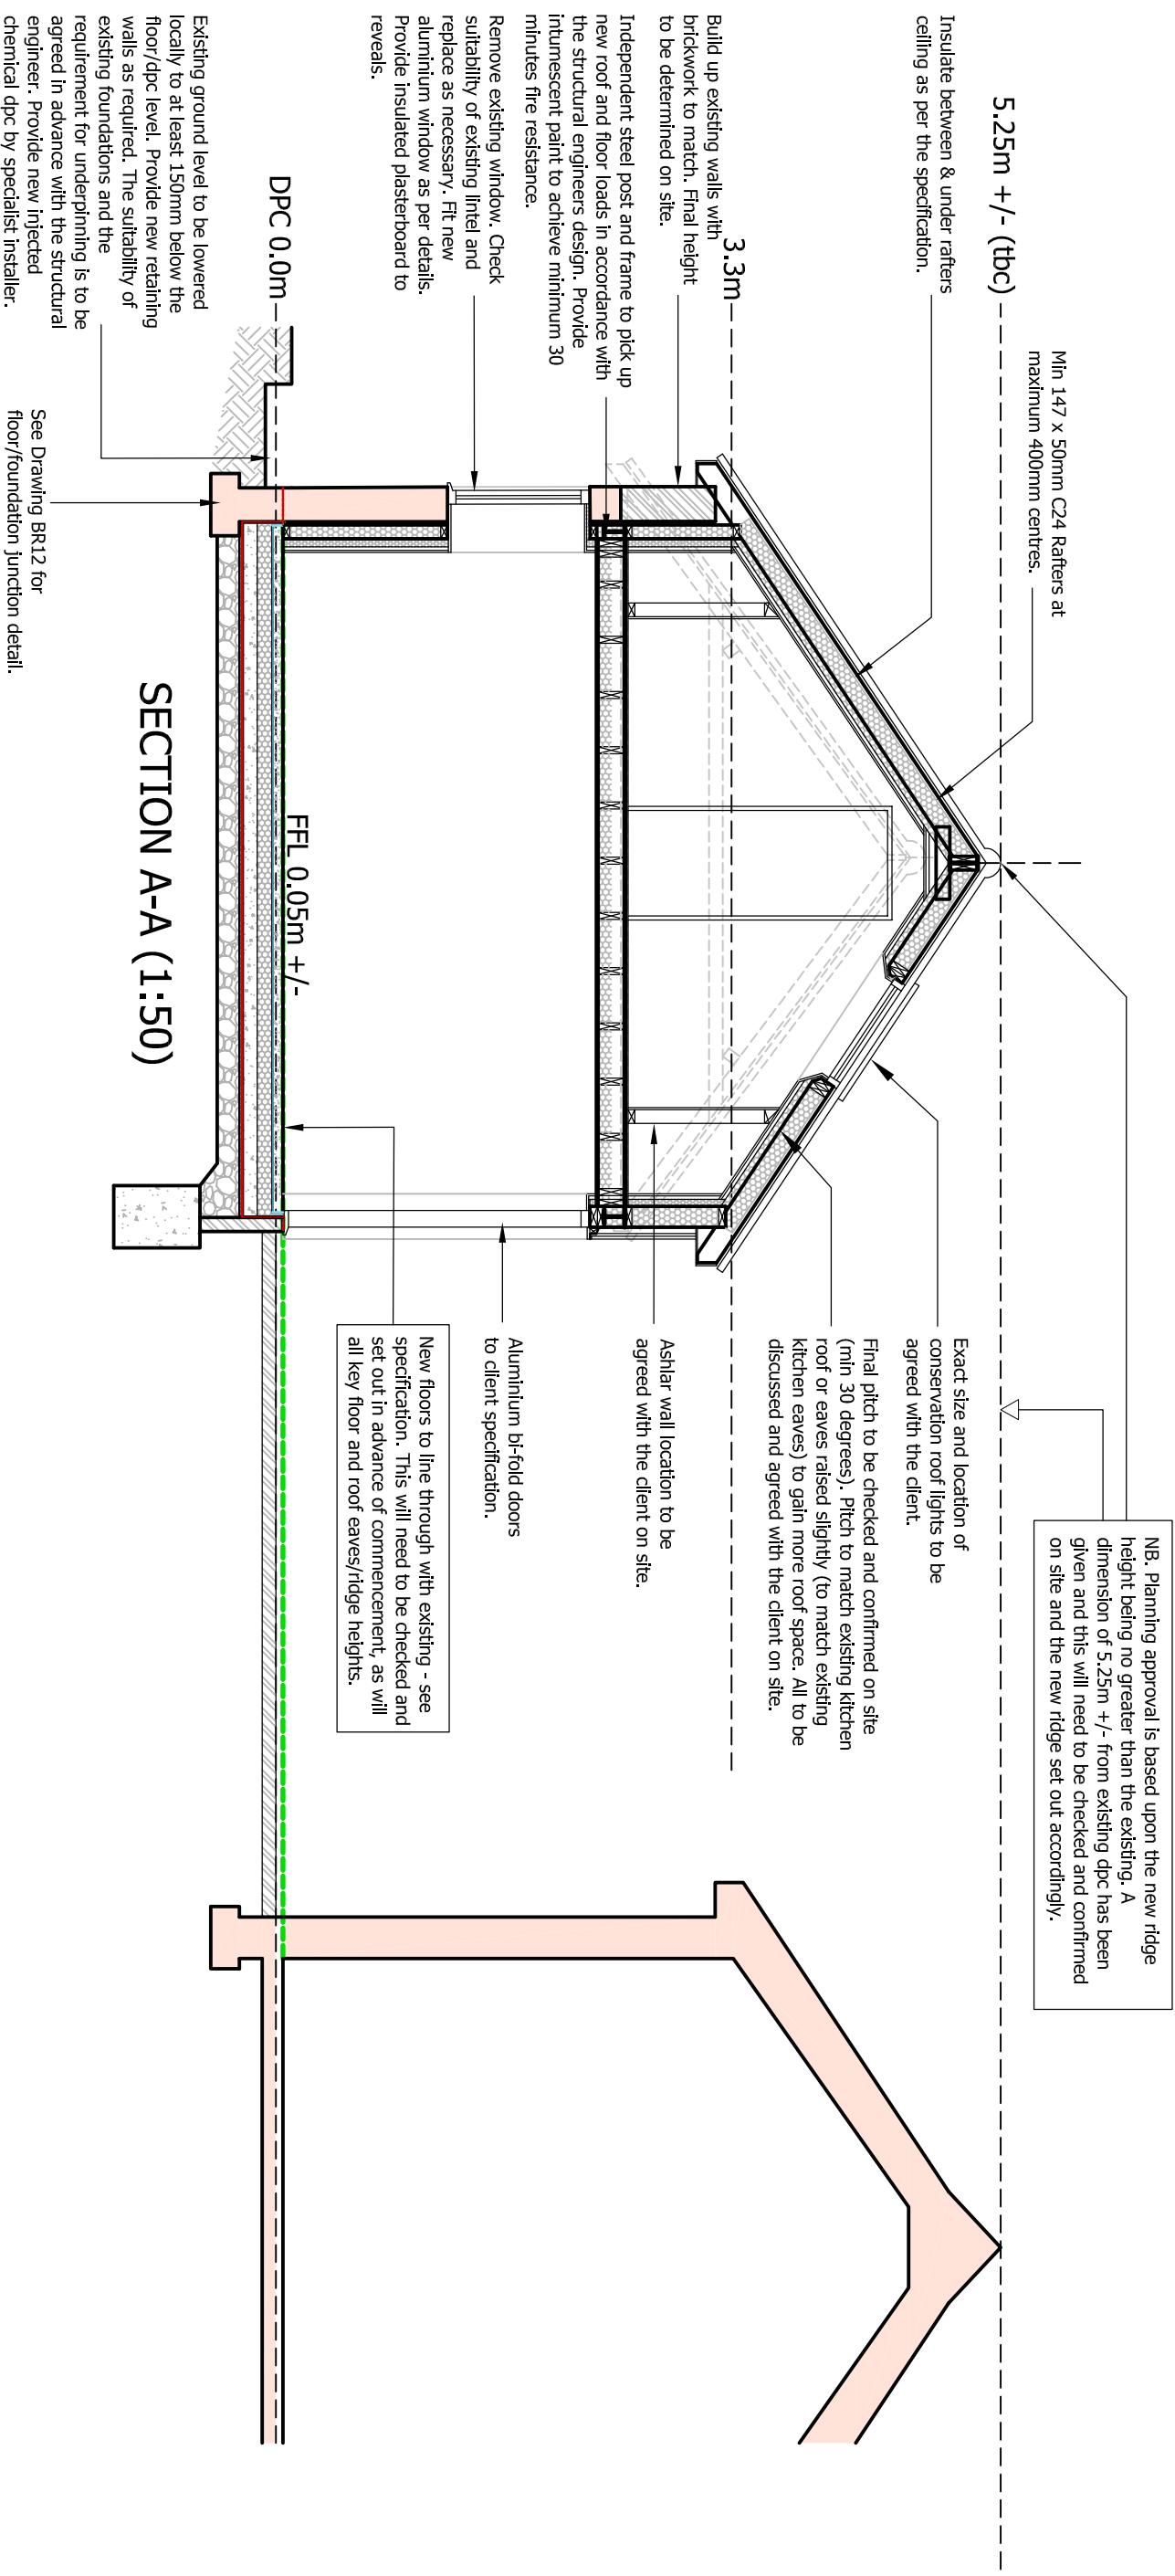 5.25m +/- (tbc)
Min 147 x 50mm C24 Rafters at
maximum 400mm centres.
Insulate between & under rafters
ceiling as per the specification.
3.3m
Build up existing walls with
brickwork to match. Final height
to be determined on site.
Independent steel post and frame to pick up
new roof and floor loads in accordance with
the structural engineers design. Provide
intumescent paint to achieve minimum 30
minutes fire resistance.
Remove existing window. Check
suitability of existing lintel and
replace as necessary. Fit new
aluminium window as per details.
Provide insulated plasterboard to
reveals.
DPC 0.0m
Existing ground level to be lowered
locally to at least 150mm below the
floor/dpc level. Provide new retaining
walls as required. The suitability of
existing foundations and the
requirement for underpinning is to be
agreed in advance with the structural
engineer. Provide new injected
chemical dpc by specialist installer.
See Drawing BR12 for
floor/foundation junction detail.
FFL 0.05m +/-
SECTION A-A (1:50)
NB. Planning approval is based upon the new ridge
height being no greater than the existing. A
dimension of 5.25m +/- from existing dpc has been
given and this will need to be checked and confirmed
on site and the new ridge set out accordingly.
Exact size and location of
conservation roof lights to be
agreed with the client.
Final pitch to be checked and confirmed on site
(min 30 degrees). Pitch to match existing kitchen
roof or eaves raised slightly (to match existing
kitchen eaves) to gain more roof space. All to be
discussed and agreed with the client on site.
Ashlar wall location to be
agreed with the client on site.
Aluminium bi-fold doors
to client specification.
New floors to line through with existing - see
specification. This will need to be checked and
set out in advance of commencement, as will
all key floor and roof eaves/ridge heights.